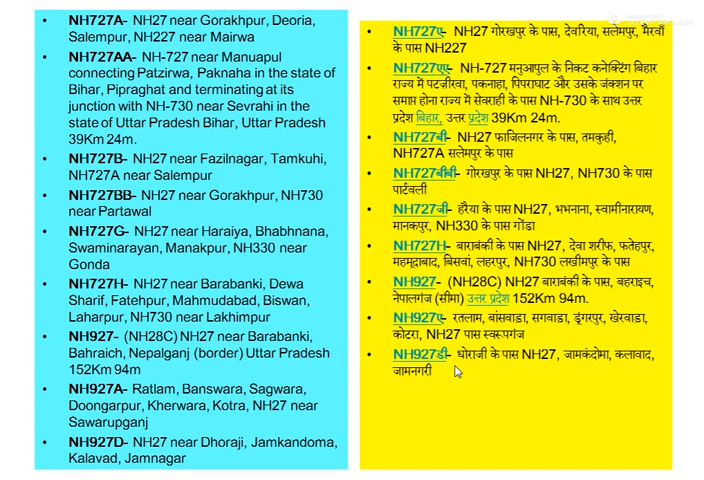 NH727A- NH27 near Gorakhpur, Deoria,
Salempur, NH227 near Mairwa
NH727AA- NH-727 near Manuapul
connecting Patzirwa, Paknaha in the state of
Bihar, Pipraghat and terminating at its
junction with NH-730 near Sevrahi in the
state of Uttar Pradesh Bihar, Uttar Pradesh
39Km 24m.
NH727B- NH27 near Fazilnagar, Tamkuhi,
NH727A near Salempur
NH727BB- NH27 near Gorakhpur, NH730
near Partawal
NH727G- NH27 near Haraiya, Bhabhnana,
Swaminarayan, Manakpur, NH330 near
Gonda
NH727H- NH27 near Barabanki, Dewa
Sharif, Fatehpur, Mahmudabad, Biswan,
Laharpur, NH730 near Lakhimpur
NH927- (NH28C) NH27 near Barabanki,
Bahraich, Nepalganj (border) Uttar Pradesh
152Km 94m
NH927A- Ratlam, Banswara, Sagwara,
Doongarpur, Kherwara, Kotra, NH27 near
Sawarupganj
NH927D- NH27 near Dhoraji, Jamkandoma,
Kalavad, Jamnagar
NH727ए- NH27 गोरखपुर के पास, देवरिया, सलेमपुर, मैरवाँ
के पास NH227
NH727एए- NH-727 मनुआपुल के निकट कनेक्टिंग बिहार
राज्य में पटज़ीरवा, पकनाहा, पिपराघाट और उसके जंक्शन पर
समाप्त होना राज्य में सेवराही के पास NH-730 के साथ उत्तर
प्रदेश बिहार, उत्तर प्रदेश 39Km 24m.
NH727बी- NH27 फाजिलनगर के पास, तमकुही,
NH727A सलेमपुर के पास
NH727बीबी- गोरखपुर के पास NH27, NH730 के पास
पार्टवली
NH727जी- हरैया के पास NH27, भभनाना, स्वामीनारायण,
मानकपुर, NH330 के पास गोंडा
NH727H- बाराबंकी के पास NH27, देवा शरीफ, फतेहपुर,
महमूदाबाद, बिसवां, लहरपुर, NH730 लखीमपुर के पास
NH927- (NH28C) NH27 बाराबंकी के पास, बहराइच,
नेपालगंज (सीमा) उत्तर प्रदेश 152Km 94m.
NH927ए- रतलाम, बांसवाड़ा, सगवाड़ा, डूंगरपुर, खेरवाड़ा,
कोटरा, NH27 पास स्वरूपगंज
NH927डी- धोराजी के पास NH27, जामकंदोमा, कलावाद,
जामनगरी